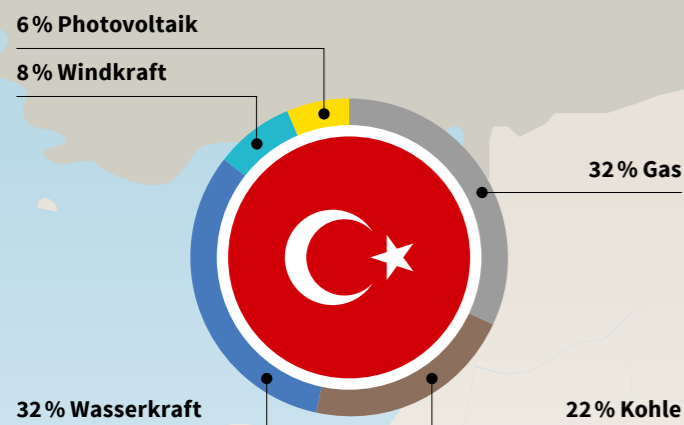 6 % Photovoltaik
8 % Windkraft
32 % Gas
32 % Wasserkraft
22 % Kohle